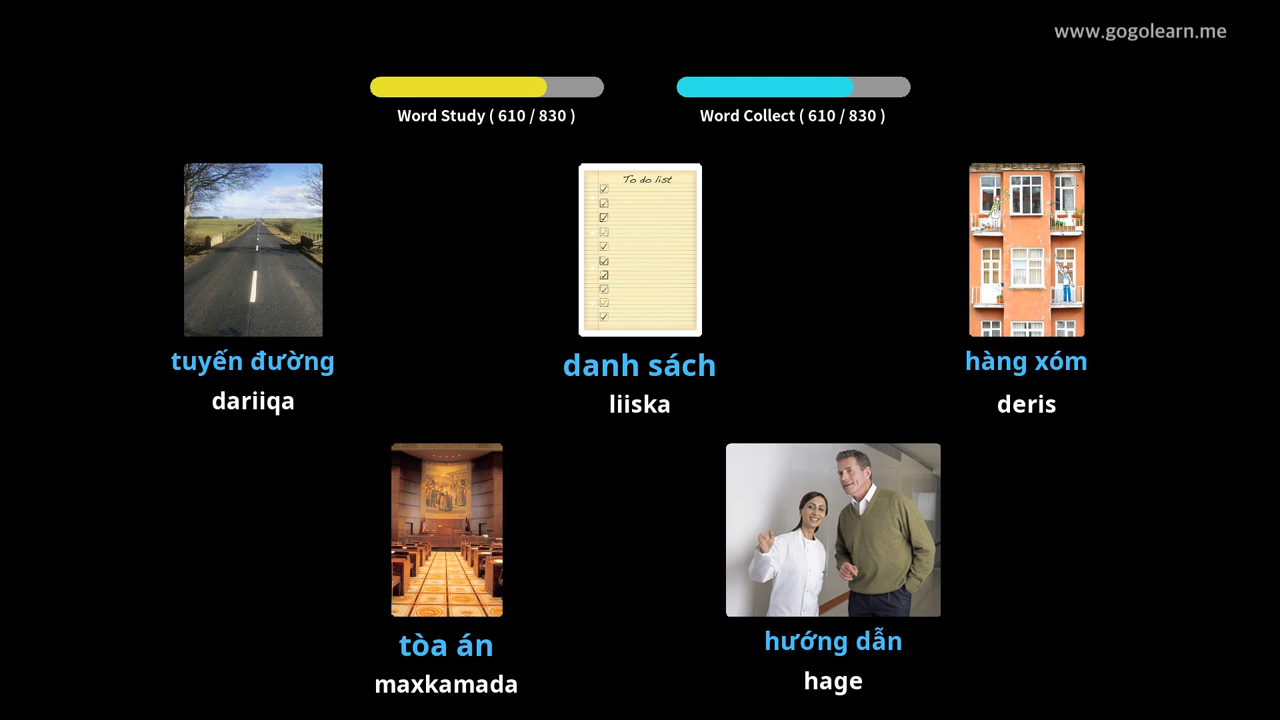 www.gogolearn.me
Word Study ( 610 / 830 )
Word Collect ( 610 / 830 )
To do list
tuyến đường
dariiqa
danh sách
liiska
hàng xóm
deris
tòa án
maxkamada
hướng dẫn
hage